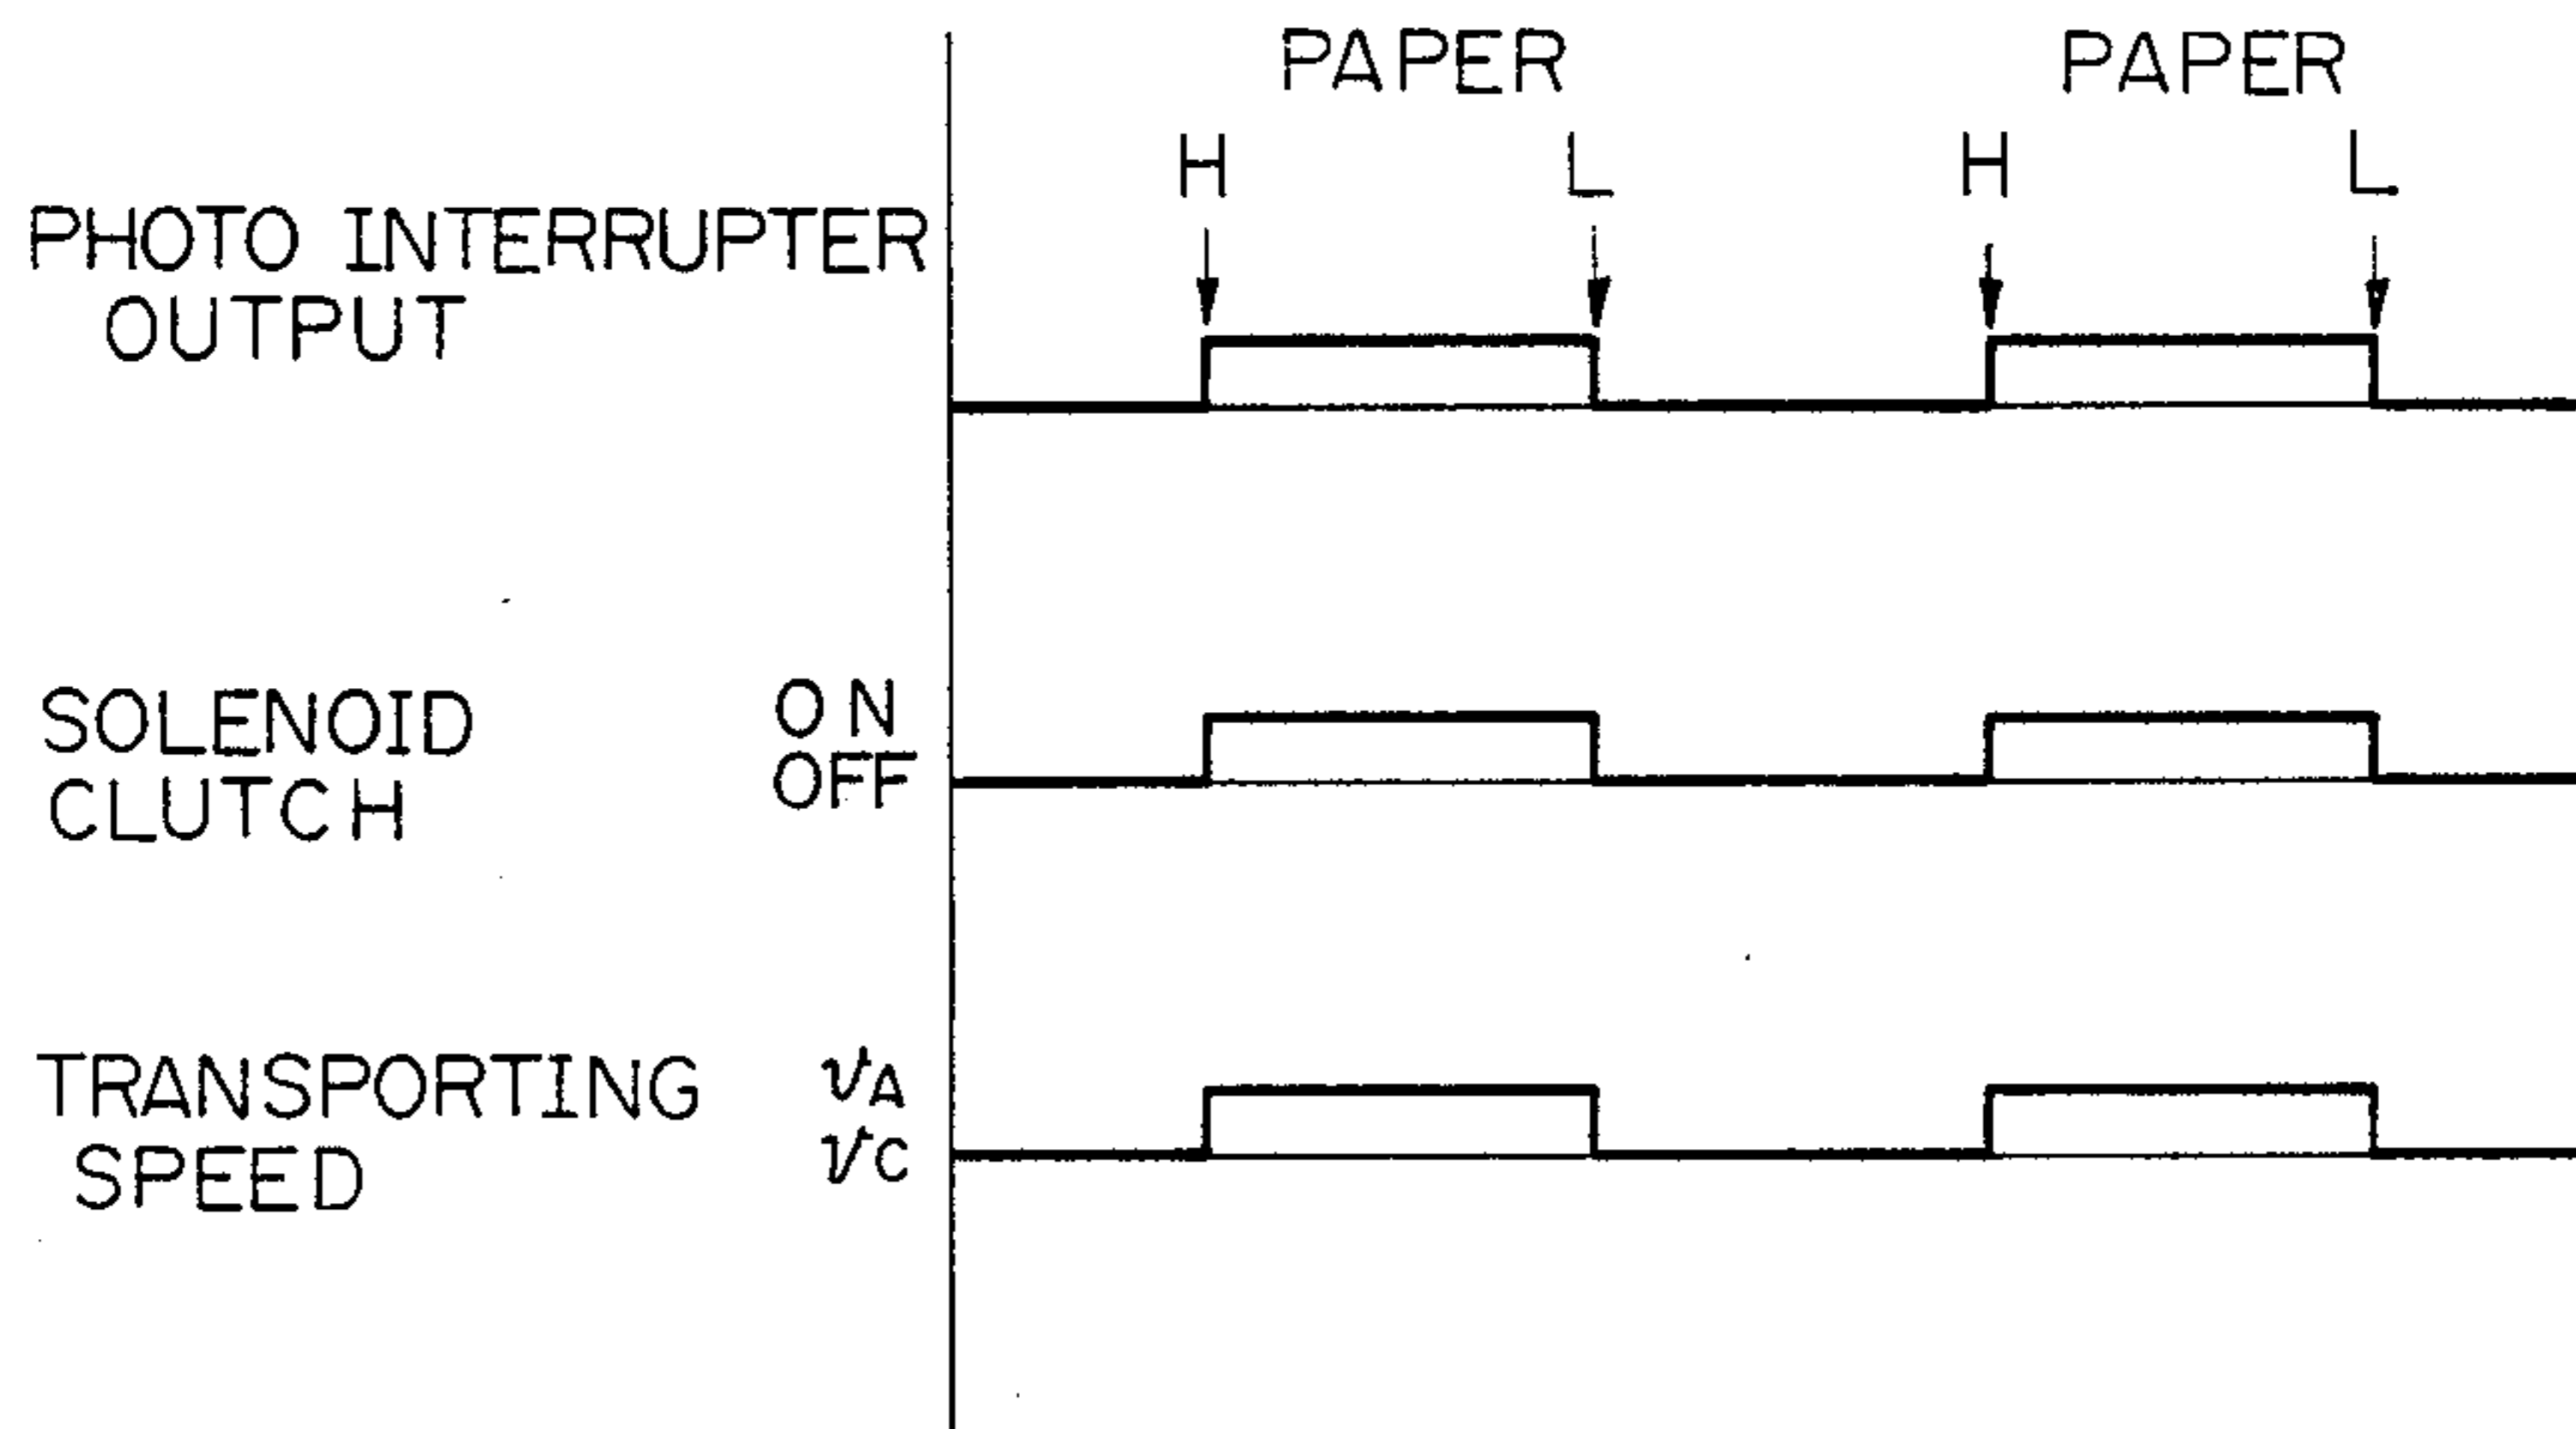 PAPER PAPER
H L H L
PHOTO INTERRUPTER
OUTPUT
SOLENOID ON
CLUTCH OFF
TRANSPORTING VA
SPEED VC